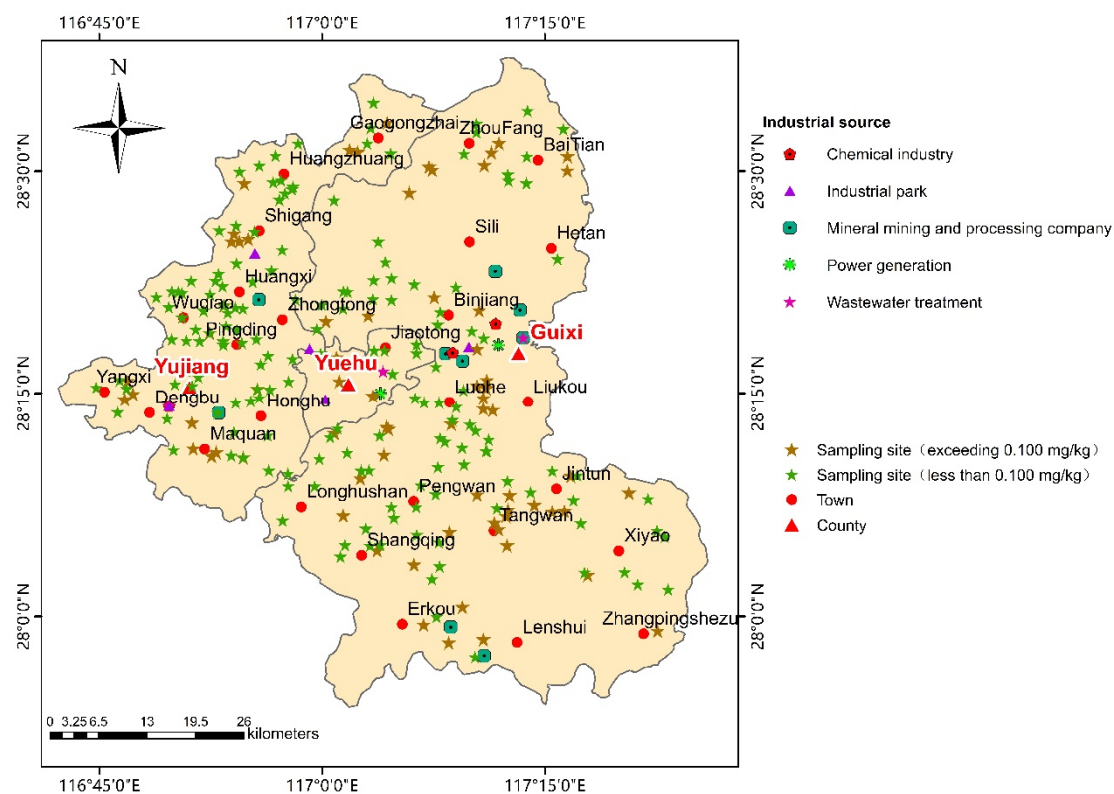 116°45'0"E 117°0'0"E 117°15'0"E
N
28°30'0"N
28°15'0"N
28°0'0"N
Gaogongzhai
ZhouFang
BaiTian
Huangzhuang
Shigang
Sili
Hetan
Huangxi
Wuqiao
Zhongtong
Binjiang
Pingding
Jiaotong
Guixi
Yujiang
Yuehu
Yangxi
Dengbu
Honghu
Luohe
Liukou
Maquan
Jintun
Longhushan
Pengwan
Tangwan
Shangqing
Xiyao
Erkou
Lenshui
Zhangpingshezu
0 3.25 6.5 13 19.5 26
kilometers
28°30'0"N
28°15'0"N
28°0'0"N
116°45'0"E 117°0'0"E 117°15'0"E
Industrial source
Chemical industry
Industrial park
Mineral mining and processing company
Power generation
Wastewater treatment
Sampling site（exceeding 0.100 mg/kg）
Sampling site（less than 0.100 mg/kg）
Town
County